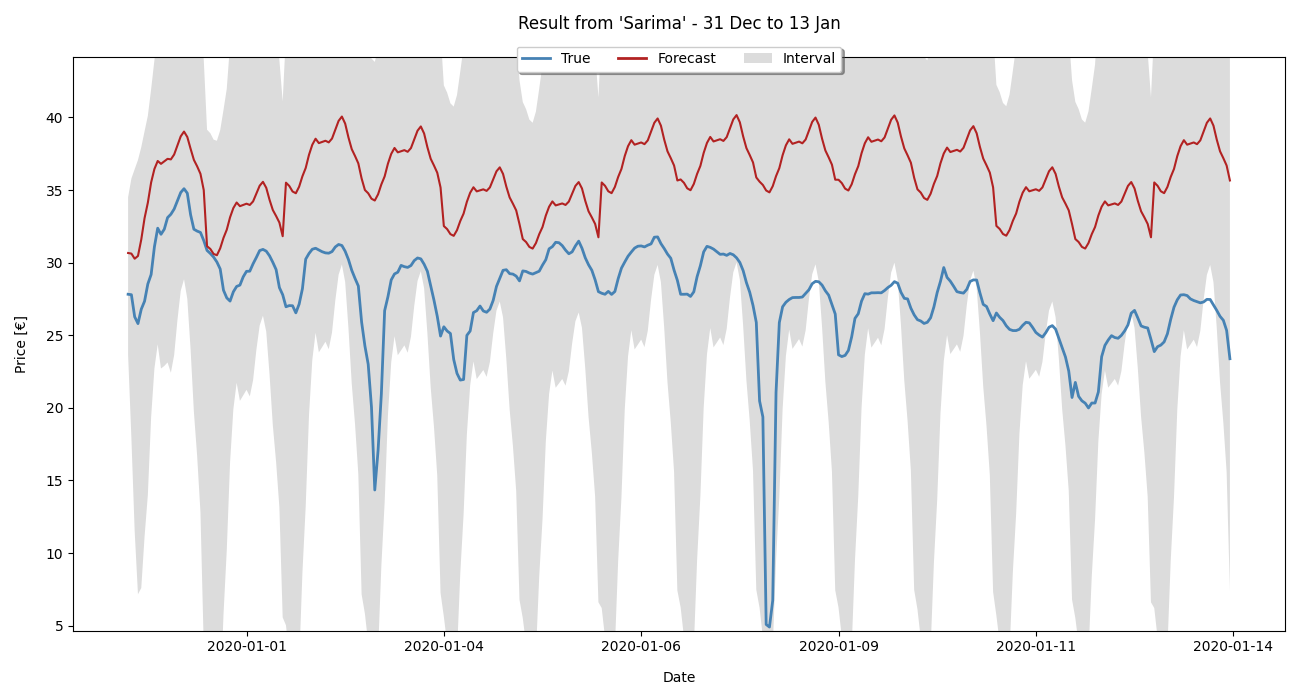 Result from 'Sarima' - 31 Dec to 13 Jan
True Forecast Interval
Price [€]
40
35
30
25
20
15
10
5
2020-01-01 2020-01-04 2020-01-06 2020-01-09 2020-01-11 2020-01-14
Date